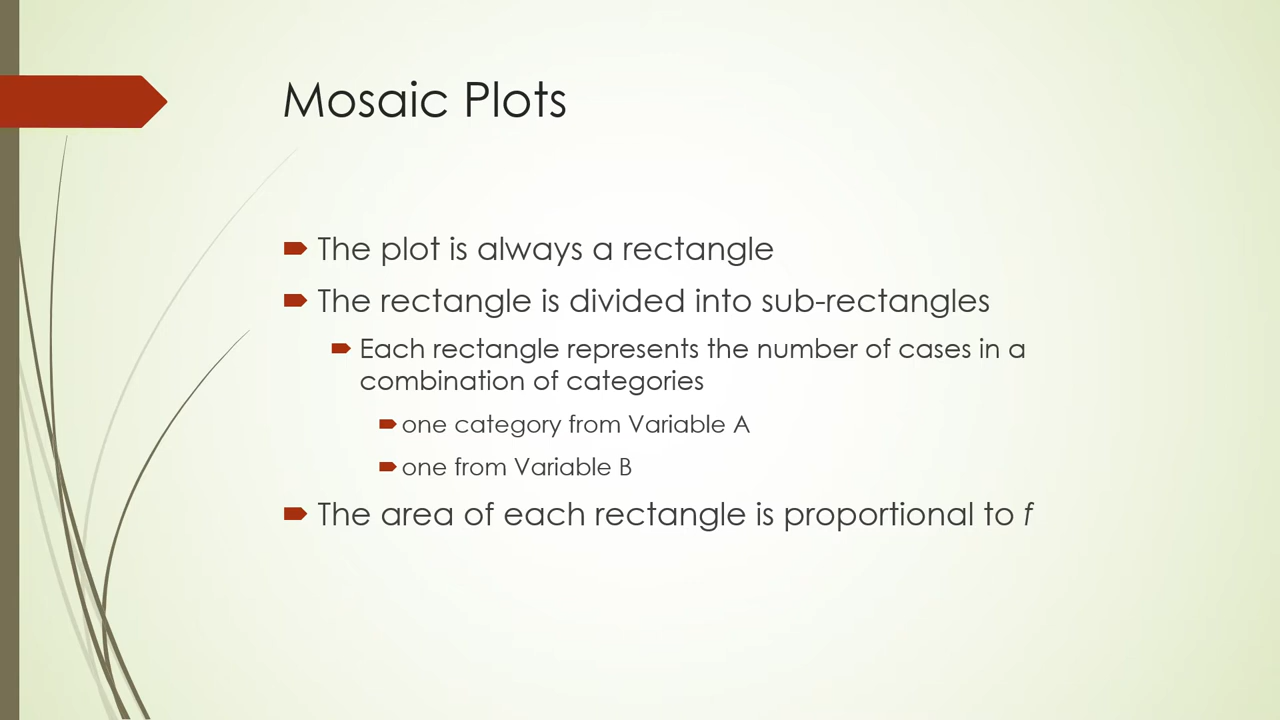 Mosaic Plots
The plot is always a rectangle
The rectangle is divided into sub-rectangles
Each rectangle represents the number of cases in a
combination of categories
one category from Variable A
one from Variable B
The area of each rectangle is proportional to f